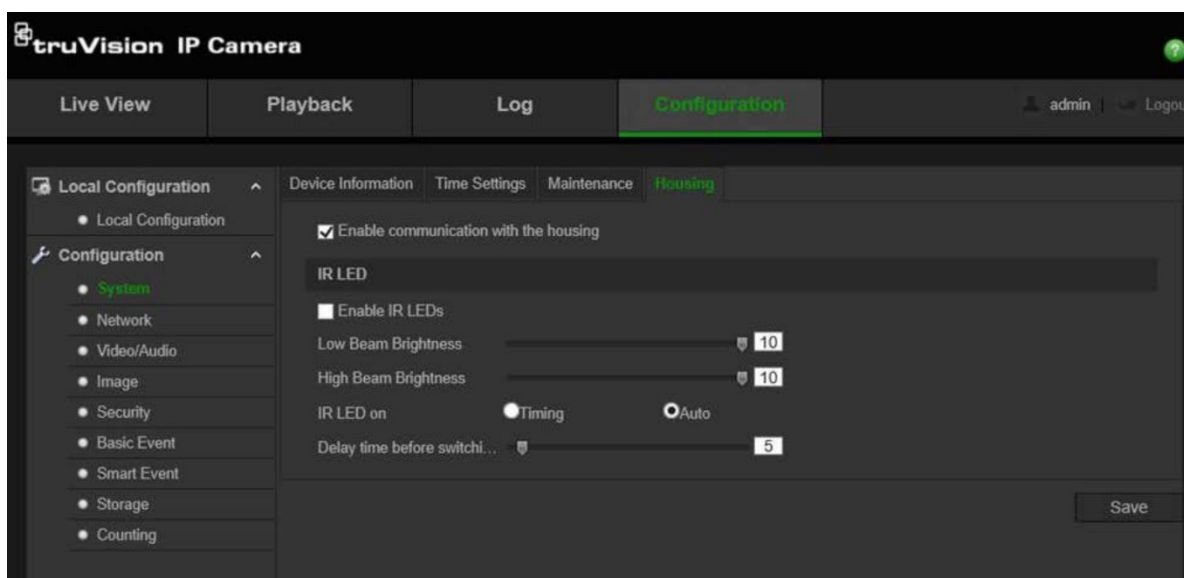 truVision IP Camera
?
Live View Playback Log Configuration admin | Logou
Local Configuration
Local Configuration
Configuration
System
Network
Video/Audio
Image
Security
Basic Event
Smart Event
Storage
Counting
Device Information Time Settings Maintenance Housing
Enable communication with the housing
IR LED
Enable IR LEDs
Low Beam Brightness 10
High Beam Brightness 10
IR LED on Timing Auto
Delay time before switchi... 5
Save